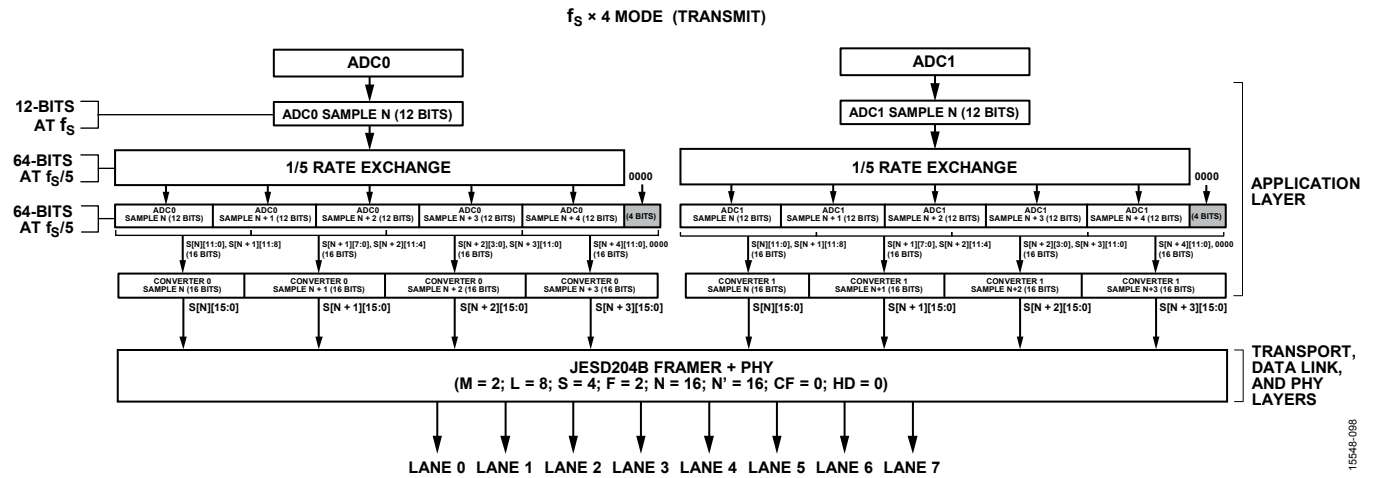 fS × 4 MODE (TRANSMIT)
ADC0
ADC1
12-BITS
AT fS
ADC0 SAMPLE N (12 BITS)
ADC1 SAMPLE N (12 BITS)
64-BITS
AT fS/5
1/5 RATE EXCHANGE
0000
1/5 RATE EXCHANGE
0000
64-BITS
AT fS/5
ADC0
SAMPLE N (12 BITS)
ADC0
SAMPLE N + 1 (12 BITS)
ADC0
SAMPLE N + 2 (12 BITS)
ADC0
SAMPLE N + 3 (12 BITS)
ADC0
SAMPLE N + 4 (12 BITS)
(4 BITS)
ADC1
SAMPLE N (12 BITS)
ADC1
SAMPLE N + 1 (12 BITS)
ADC1
SAMPLE N + 2 (12 BITS)
ADC1
SAMPLE N + 3 (12 BITS)
ADC1
SAMPLE N + 4 (12 BITS)
(4 BITS)
APPLICATION
LAYER
S[N][11:0], S[N + 1][11:8]
(16 BITS)
S[N + 1][7:0], S[N + 2][11:4]
(16 BITS)
S[N + 2][3:0], S[N + 3][11:0]
(16 BITS)
S[N + 4][11:0], 0000
(16 BITS)
S[N][11:0], S[N + 1][11:8]
(16 BITS)
S[N + 1][7:0], S[N + 2][11:4]
(16 BITS)
S[N + 2][3:0], S[N + 3][11:0]
(16 BITS)
S[N + 4][11:0], 0000
(16 BITS)
CONVERTER 0
SAMPLE N (16 BITS)
CONVERTER 0
SAMPLE N + 1 (16 BITS)
CONVERTER 0
SAMPLE N + 2 (16 BITS)
CONVERTER 0
SAMPLE N + 3 (16 BITS)
CONVERTER 1
SAMPLE N (16 BITS)
CONVERTER 1
SAMPLE N+1 (16 BITS)
CONVERTER 1
SAMPLE N+2 (16 BITS)
CONVERTER 1
SAMPLE N+3 (16 BITS)
S[N][15:0]
S[N + 1][15:0]
S[N + 2][15:0]
S[N + 3][15:0]
S[N][15:0]
S[N + 1][15:0]
S[N + 2][15:0]
S[N + 3][15:0]
JESD204B FRAMER + PHY
(M = 2; L = 8; S = 4; F = 2; N = 16; N' = 16; CF = 0; HD = 0)
TRANSPORT,
DATA LINK,
AND PHY
LAYERS
LANE 0 LANE 1 LANE 2 LANE 3 LANE 4 LANE 5 LANE 6 LANE 7
15548-098